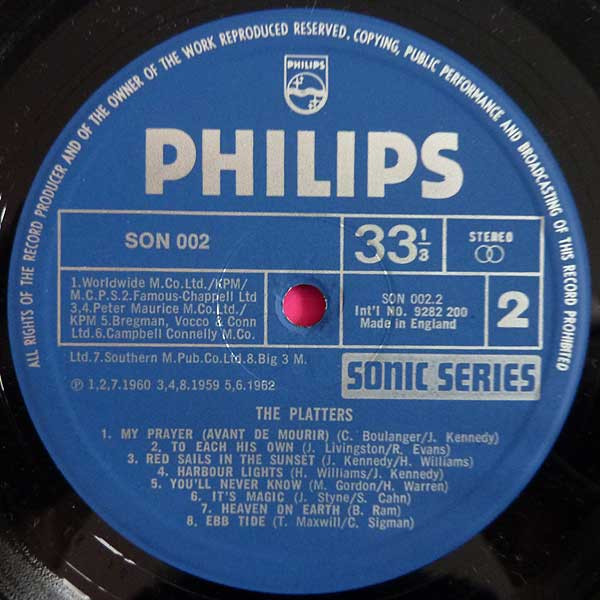 ALL RIGHTS OF THE RECORD PRODUCER AND OF THE OWNER OF THE WORK REPRODUCED RESERVED. COPYING, PUBLIC PERFORMANCE AND BROADCASTING OF THIS RECORD PROHIBITED
PHILIPS
PHILIPS
SON 002
33 1/3
STEREO
1.Worldwide M.Co.Ltd./KPM/
M.C.P.S.2.Famous-Chappell Ltd
3,4.Peter Maurice M.Co.Ltd./
KPM 5.Bregman, Vocco & Conn
Ltd.6.Campbell Connelly M.Co.
Ltd.7.Southern M.Pub.Co.Ltd.8.Big 3 M.
SON 002.2
Int'l NO. 9282 200
Made in England
2
℗ 1,2,7.1960 3,4,8.1959 5,6.1962
SONIC SERIES
THE PLATTERS
1. MY PRAYER (AVANT DE MOURIR) (C. Boulanger/J. Kennedy)
2. TO EACH HIS OWN (J. Livingston/R. Evans)
3. RED SAILS IN THE SUNSET (J. Kennedy/H. Williams)
4. HARBOUR LIGHTS (H. Williams/J. Kennedy)
5. YOU'LL NEVER KNOW (M. Gordon/H. Warren)
6. IT'S MAGIC (J. Styne/S. Cahn)
7. HEAVEN ON EARTH (B. Ram)
8. EBB TIDE (T. Maxwill/C. Sigman)